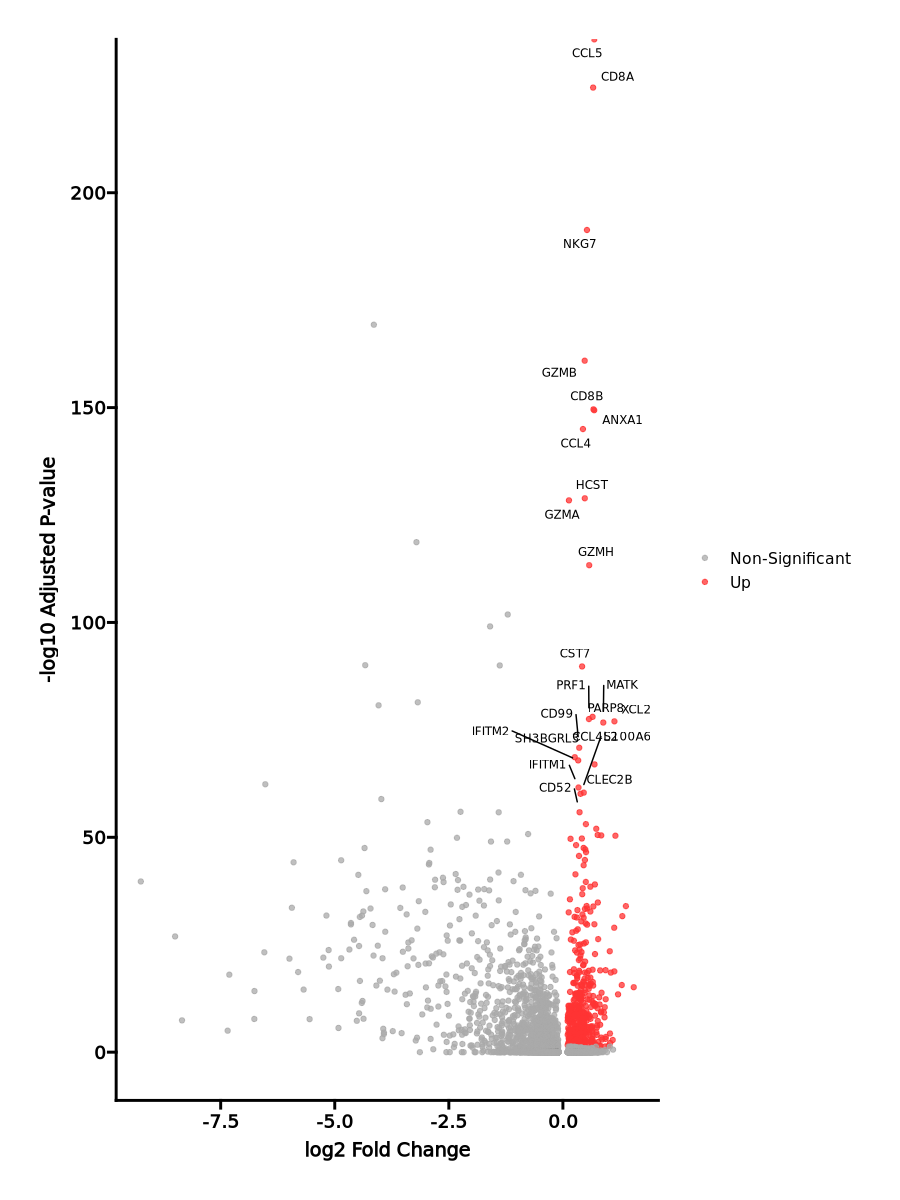 CCL5
CD8A
200
NKG7
GZMB
CD8B
150
ANXA1
CCL4
HCST
GZMA
GZMH
Non-Significant
Up
-log10 Adjusted P-value
100
CST7
PRF1
MATK
PARP8
XCL2
CD99
IFITM2
SH3BGRL3
CCL4L2
S100A6
IFITM1
CLEC2B
CD52
50
0
-7.5
-5.0
-2.5
0.0
log2 Fold Change